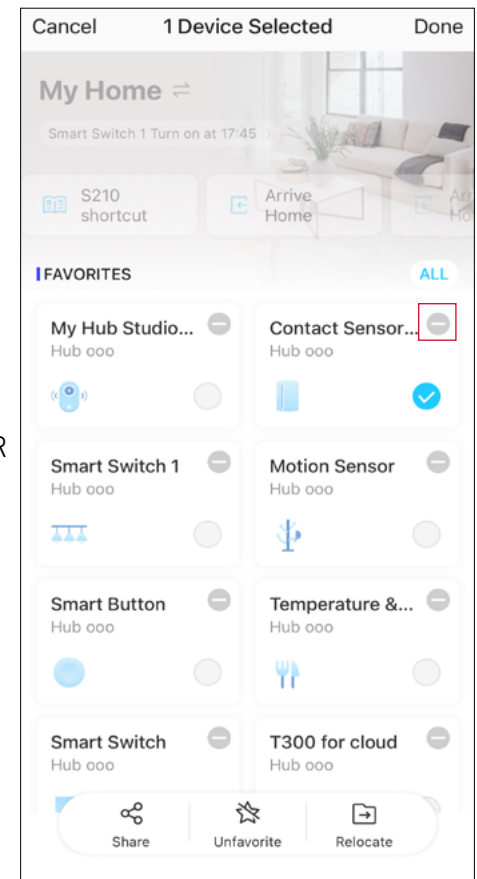 Cancel 1 Device Selected Done
My Home
Smart Switch 1 Turn on at 17:45
S210 shortcut
Arrive Home
FAVORITES ALL
My Hub Studio... Contact Sensor...
Hub ooo Hub ooo
R
Smart Switch 1 Motion Sensor
Hub ooo Hub ooo
Smart Button Temperature &...
Hub ooo Hub ooo
Smart Switch T300 for cloud
Hub ooo Hub ooo
Share Unfavorite Relocate